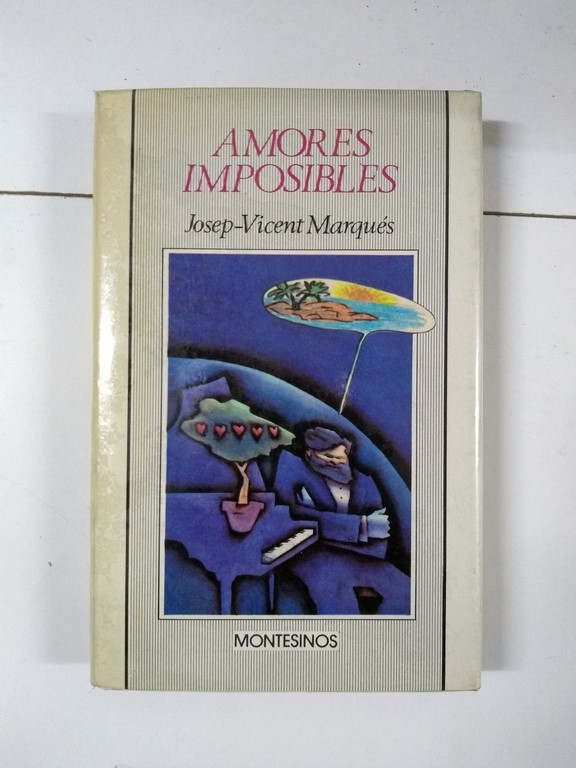 AMORES
IMPOSIBLES
Josep-Vicent Marqués
MONTESINOS